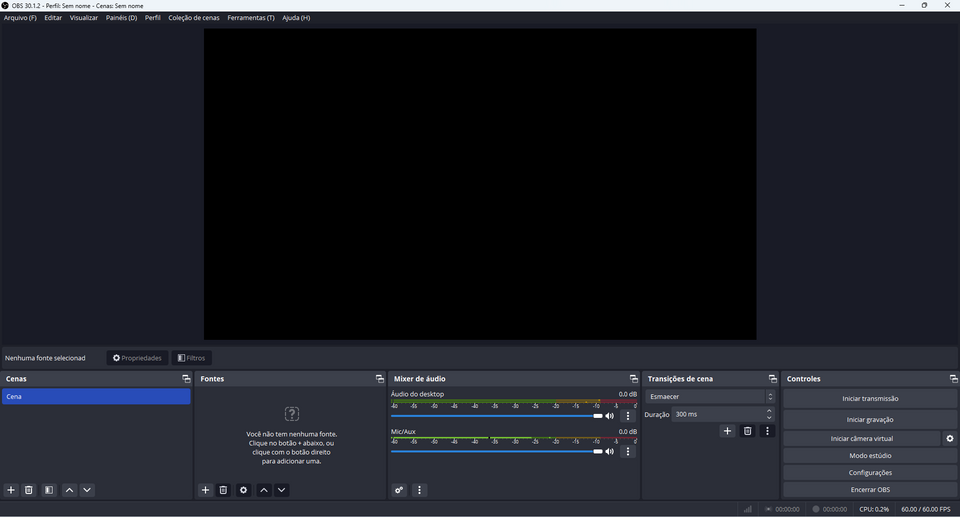 OBS 30.1.2 - Perfil: Sem nome - Cenas: Sem nome
Arquivo (F) Editar Visualizar Painéis (D) Perfil Coleção de cenas Ferramentas (T) Ajuda (H)
Nenhuma fonte selecionad Propriedades Filtros
Cenas
Cena
Fontes
Você não tem nenhuma fonte.
Clique no botão + abaixo, ou
clique com o botão direito
para adicionar uma.
Mixer de áudio
Áudio do desktop 0.0 dB
-60 -55 -50 -45 -40 -35 -30 -25 -20 -15 -10 -5 0
Mic/Aux 0.0 dB
-60 -55 -50 -45 -40 -35 -30 -25 -20 -15 -10 -5 0
Transições de cena
Esmaecer
Duração 300 ms
Controles
Iniciar transmissão
Iniciar gravação
Iniciar câmera virtual
Modo estúdio
Configurações
Encerrar OBS
00:00:00 00:00:00 CPU: 0.2% 60.00 / 60.00 FPS